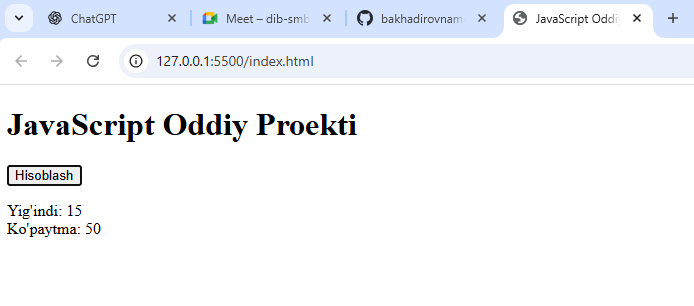 ChatGPT
Meet – dib-smb
bakhadirovnam
JavaScript Oddiy
127.0.0.1:5500/index.html
JavaScript Oddiy Proekti
Hisoblash
Yig'indi: 15
Ko'paytma: 50